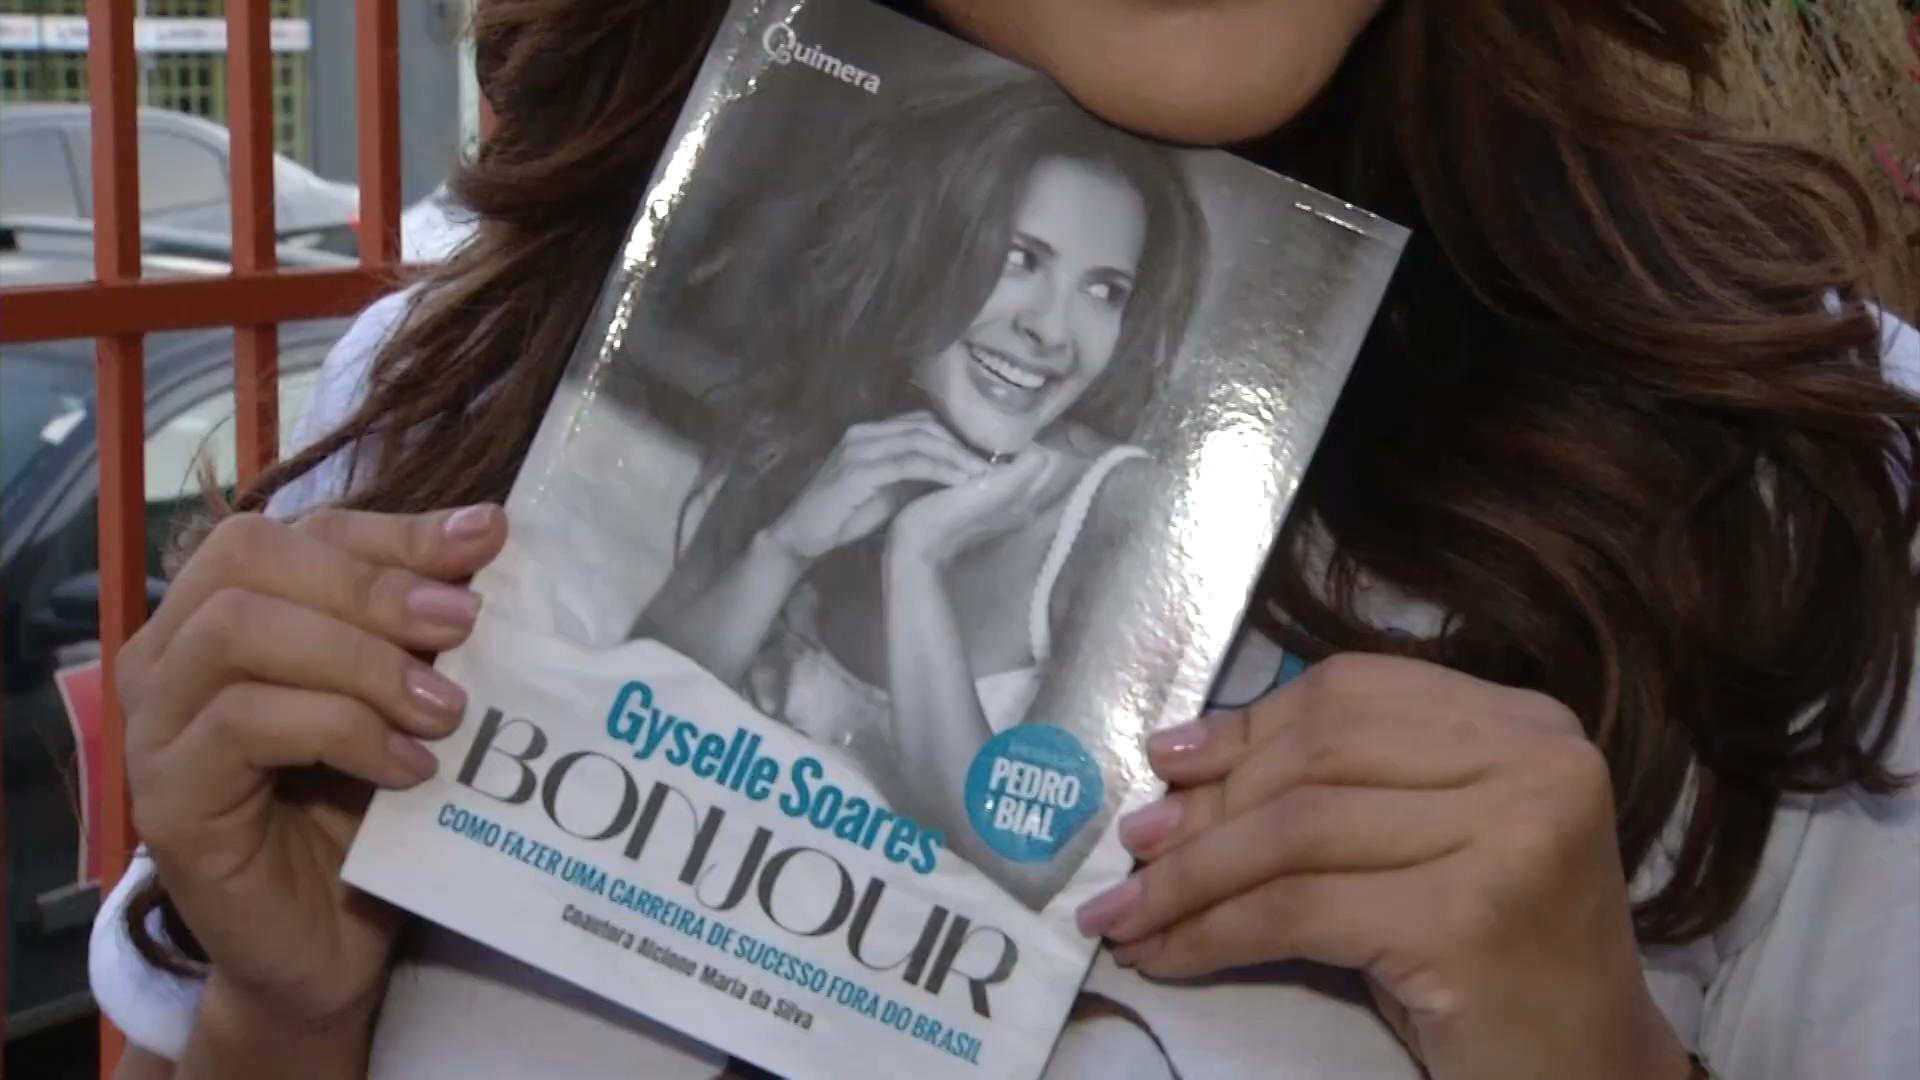 Quimera
Gyselle Soares
PEDRO
BIAL
BONJOUR
COMO FAZER UMA CARREIRA DE SUCESSO FORA DO BRASIL
Coautora Alcione Maria da Silva